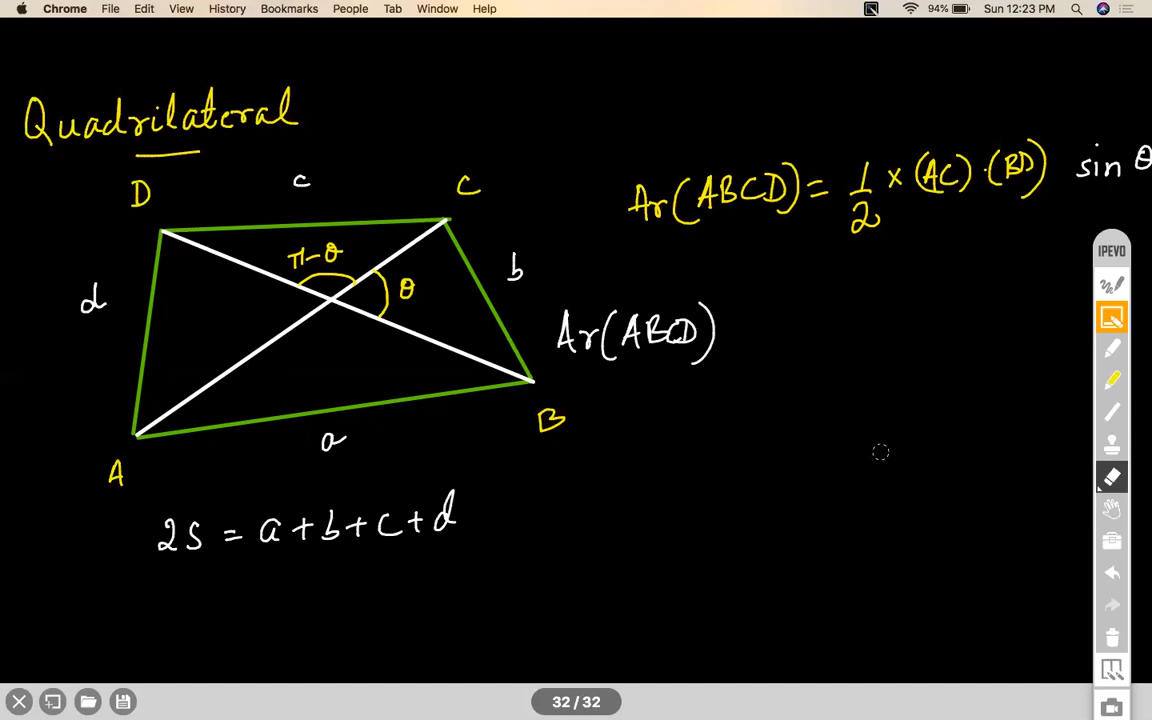 Chrome File Edit View History Bookmarks People Tab Window Help 94% Sun 12:23 PM
Quadrilateral
D c C
Ar(ABCD) = 1/2 × (AC) · (BD) sin θ
π-θ
θ
d
b
IPEVO
Ar(ABCD)
a
B
A
2s = a + b + c + d
32 / 32